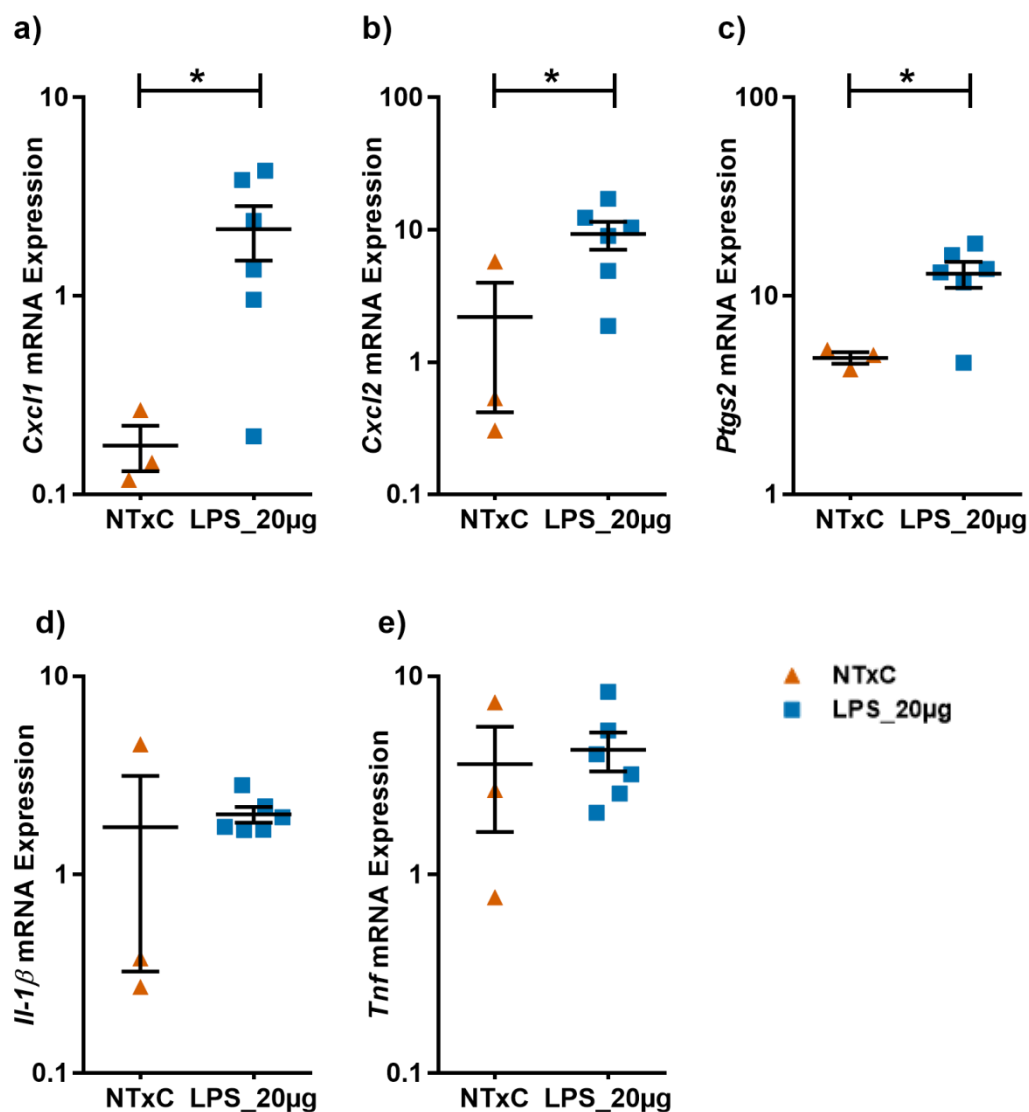 a)
*
Cxcl1 mRNA Expression
10
1
0.1
NTxC LPS_20µg
b)
*
Cxcl2 mRNA Expression
100
10
1
0.1
NTxC LPS_20µg
c)
*
Ptgs2 mRNA Expression
100
10
1
NTxC LPS_20µg
d)
Il-1β mRNA Expression
10
1
0.1
NTxC LPS_20µg
e)
Tnf mRNA Expression
10
1
0.1
NTxC LPS_20µg
NTxC
LPS_20µg